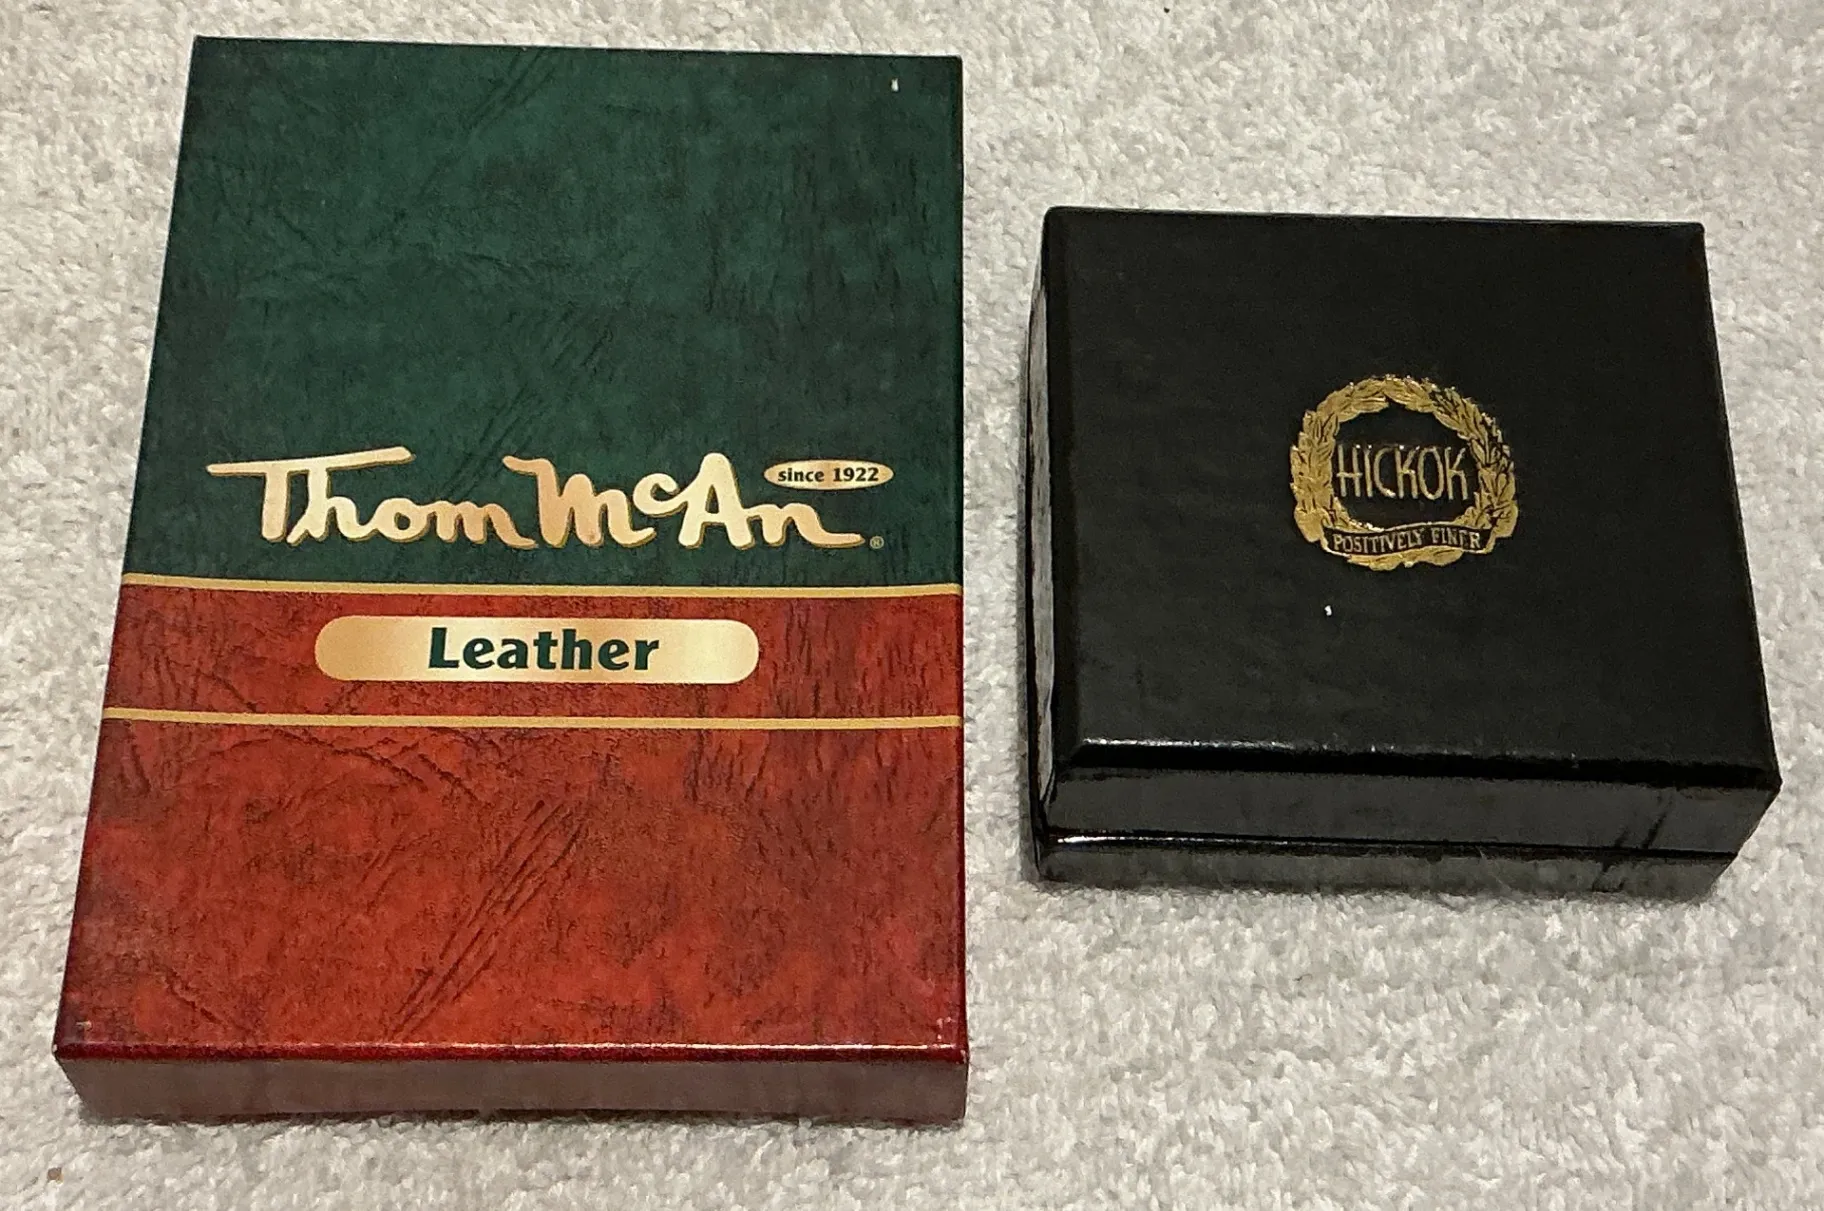 Thom McAn
since 1922
®
Leather
HICKOK
POSITIVELY FINER